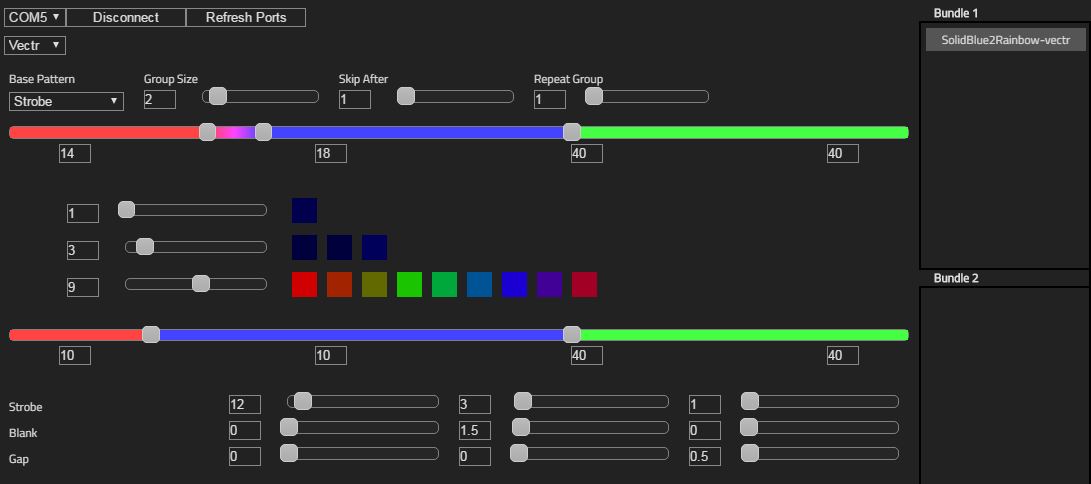 COM5 Disconnect Refresh Ports
Vectr
Base Pattern Group Size Skip After Repeat Group
Strobe 2 1 1
14 18 40 40
1
3
9
10 10 40 40
Strobe 12 3 1
Blank 0 1.5 0
Gap 0 0 0.5
Bundle 1
SolidBlue2Rainbow-vectr
Bundle 2